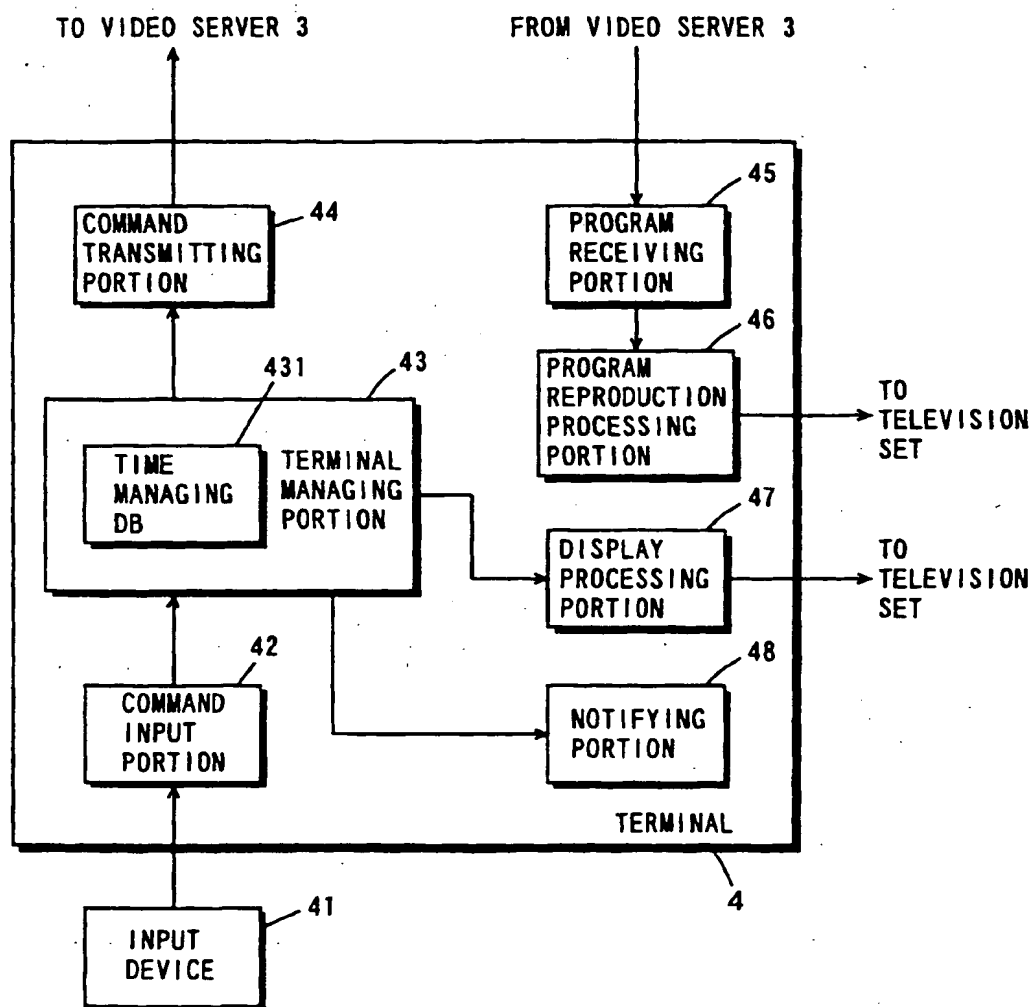 TO VIDEO SERVER 3
FROM VIDEO SERVER 3
COMMAND
TRANSMITTING
PORTION
44
PROGRAM
RECEIVING
PORTION
45
PROGRAM
REPRODUCTION
PROCESSING
PORTION
46
TO
TELEVISION
SET
43
431
TIME
MANAGING
DB
TERMINAL
MANAGING
PORTION
DISPLAY
PROCESSING
PORTION
47
TO
TELEVISION
SET
COMMAND
INPUT
PORTION
42
NOTIFYING
PORTION
48
TERMINAL
4
INPUT
DEVICE
41